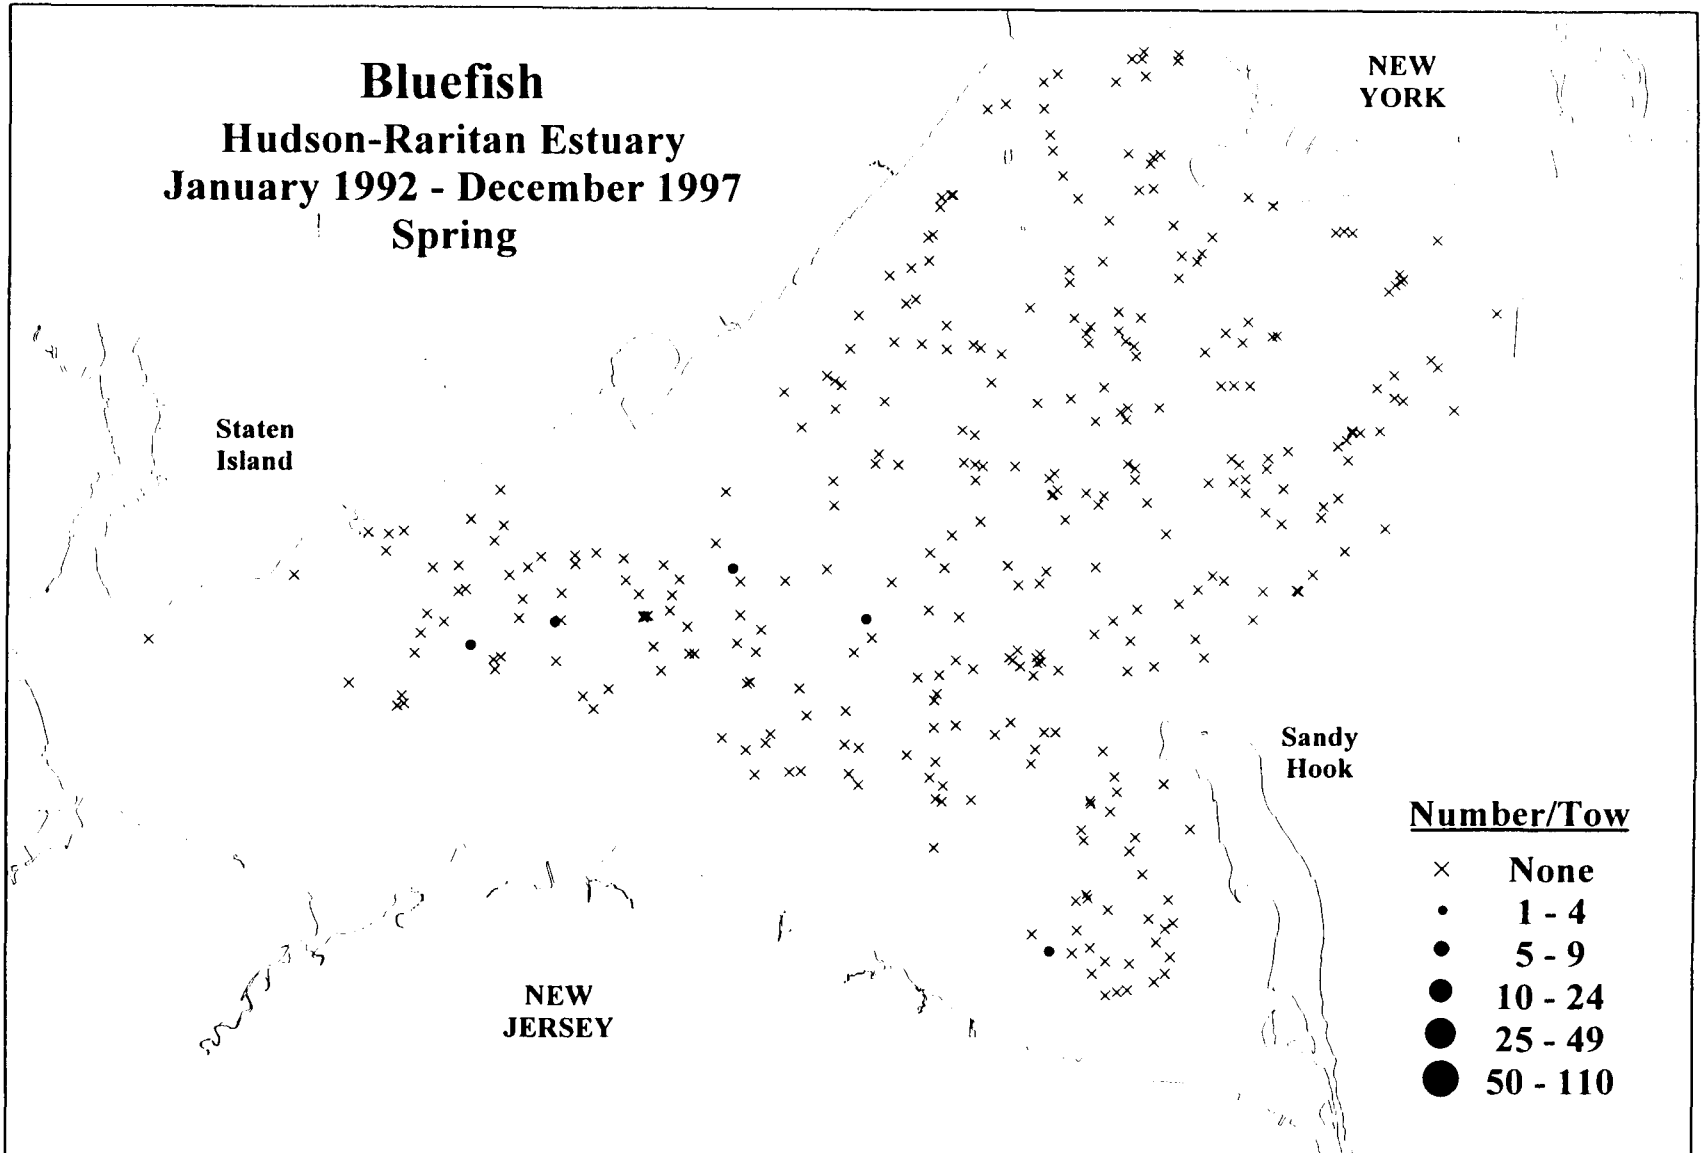 Bluefish
Hudson-Raritan Estuary
January 1992 - December 1997
Spring
NEW
YORK
Staten
Island
Sandy
Hook
NEW
JERSEY
Number/Tow
None
1 - 4
5 - 9
10 - 24
25 - 49
50 - 110